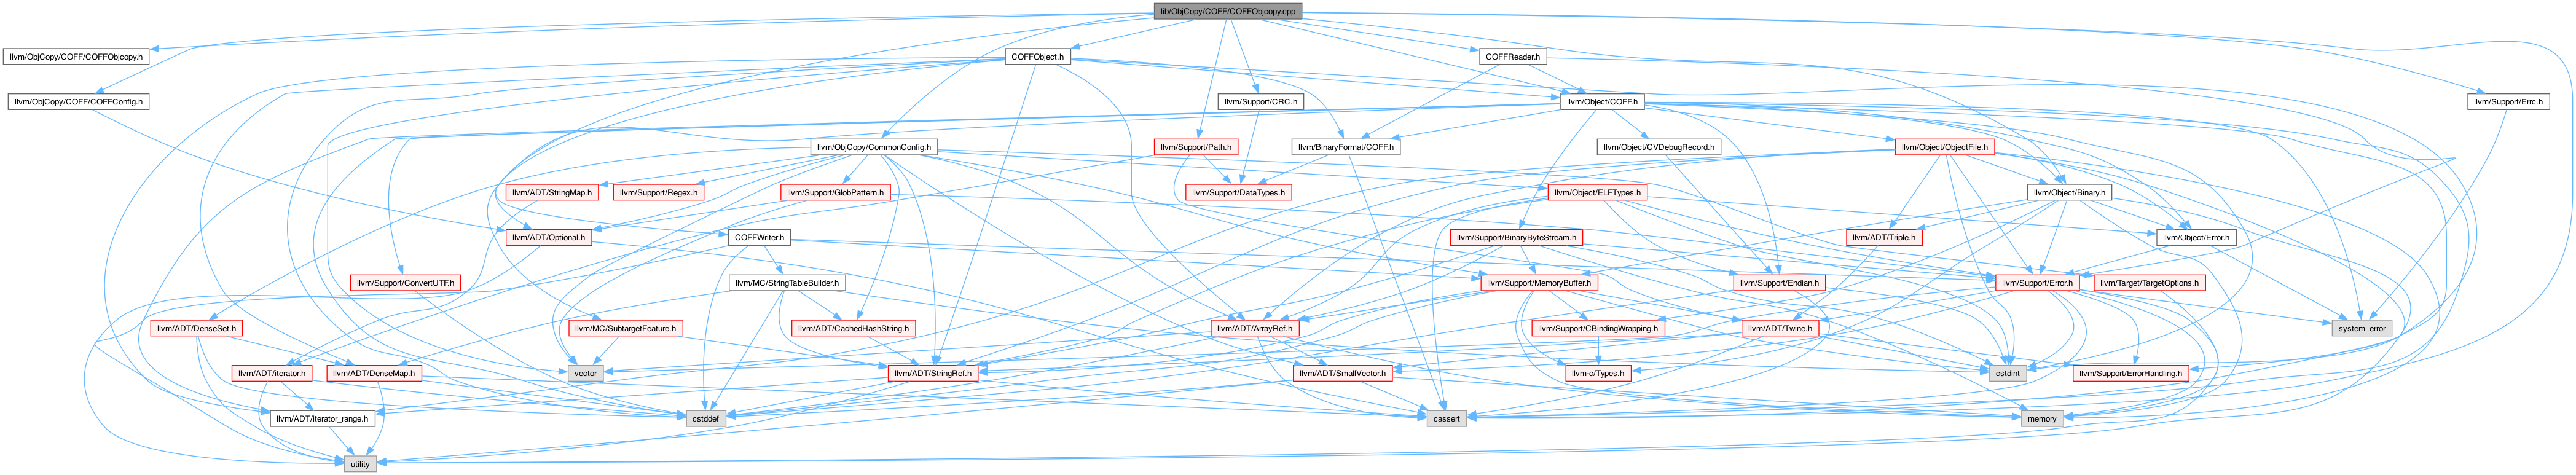 lib/ObjCopy/COFF/COFFObjcopy.cpp
llvm/ObjCopy/COFF/COFFObjcopy.h
COFFObject.h
COFFReader.h
llvm/ObjCopy/COFF/COFFConfig.h
llvm/Support/CRC.h
llvm/Object/COFF.h
llvm/Support/Errc.h
llvm/ObjCopy/CommonConfig.h
llvm/Support/Path.h
llvm/BinaryFormat/COFF.h
llvm/Object/CVDebugRecord.h
llvm/Object/ObjectFile.h
llvm/ADT/StringMap.h
llvm/Support/Regex.h
llvm/Support/GlobPattern.h
llvm/Support/DataTypes.h
llvm/Object/ELFTypes.h
llvm/Object/Binary.h
llvm/ADT/Optional.h
COFFWriter.h
llvm/Support/BinaryByteStream.h
llvm/ADT/Triple.h
llvm/Object/Error.h
llvm/Support/ConvertUTF.h
llvm/MC/StringTableBuilder.h
llvm/Support/MemoryBuffer.h
llvm/Support/Endian.h
llvm/Support/Error.h
llvm/Target/TargetOptions.h
llvm/ADT/DenseSet.h
llvm/MC/SubtargetFeature.h
llvm/ADT/CachedHashString.h
llvm/ADT/ArrayRef.h
llvm/Support/CBindingWrapping.h
llvm/ADT/Twine.h
system_error
llvm/ADT/iterator.h
llvm/ADT/DenseMap.h
vector
llvm/ADT/StringRef.h
llvm/ADT/SmallVector.h
llvm-c/Types.h
cstdint
llvm/Support/ErrorHandling.h
llvm/ADT/iterator_range.h
cstddef
cassert
memory
utility